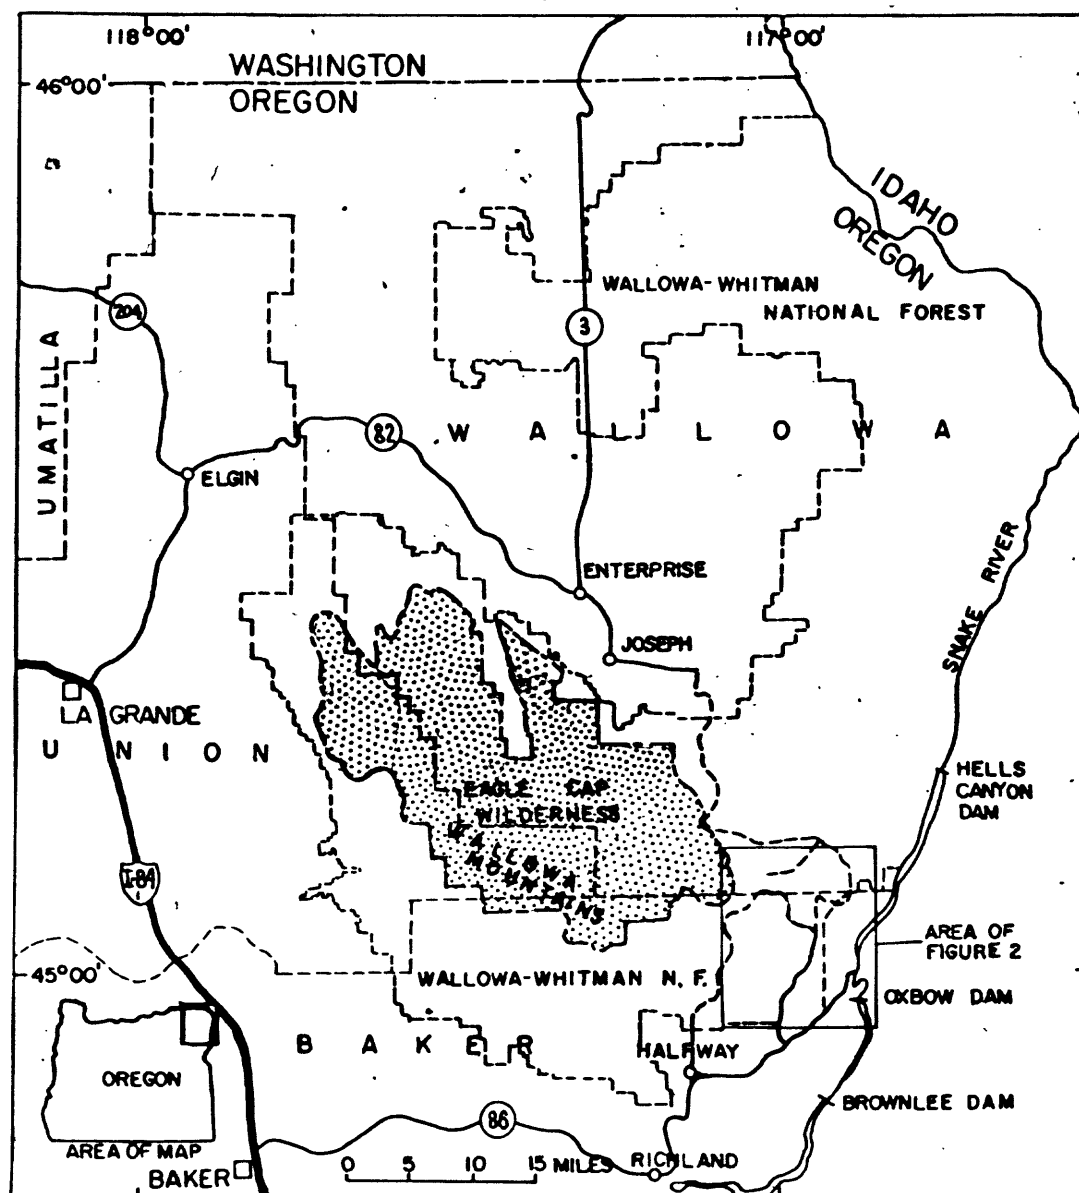 118°00'
117°00'
WASHINGTON
46°00'
OREGON
IDAHO
OREGON
WALLOWA-WHITMAN
NATIONAL FOREST
204
3
UMATILLA
82
WALLOWA
ELGIN
ENTERPRISE
SNAKE RIVER
JOSEPH
LA GRANDE
UNION
HELLS
CANYON
DAM
EAGLE CAP
WILDERNESS
WALLOWA
MOUNTAINS
I-84
AREA OF
FIGURE 2
45°00'
WALLOWA-WHITMAN N. F.
OXBOW DAM
BAKER
HALFWAY
OREGON
BROWNLEE DAM
86
AREA OF MAP
BAKER
0 5 10 15 MILES
RICHLAND